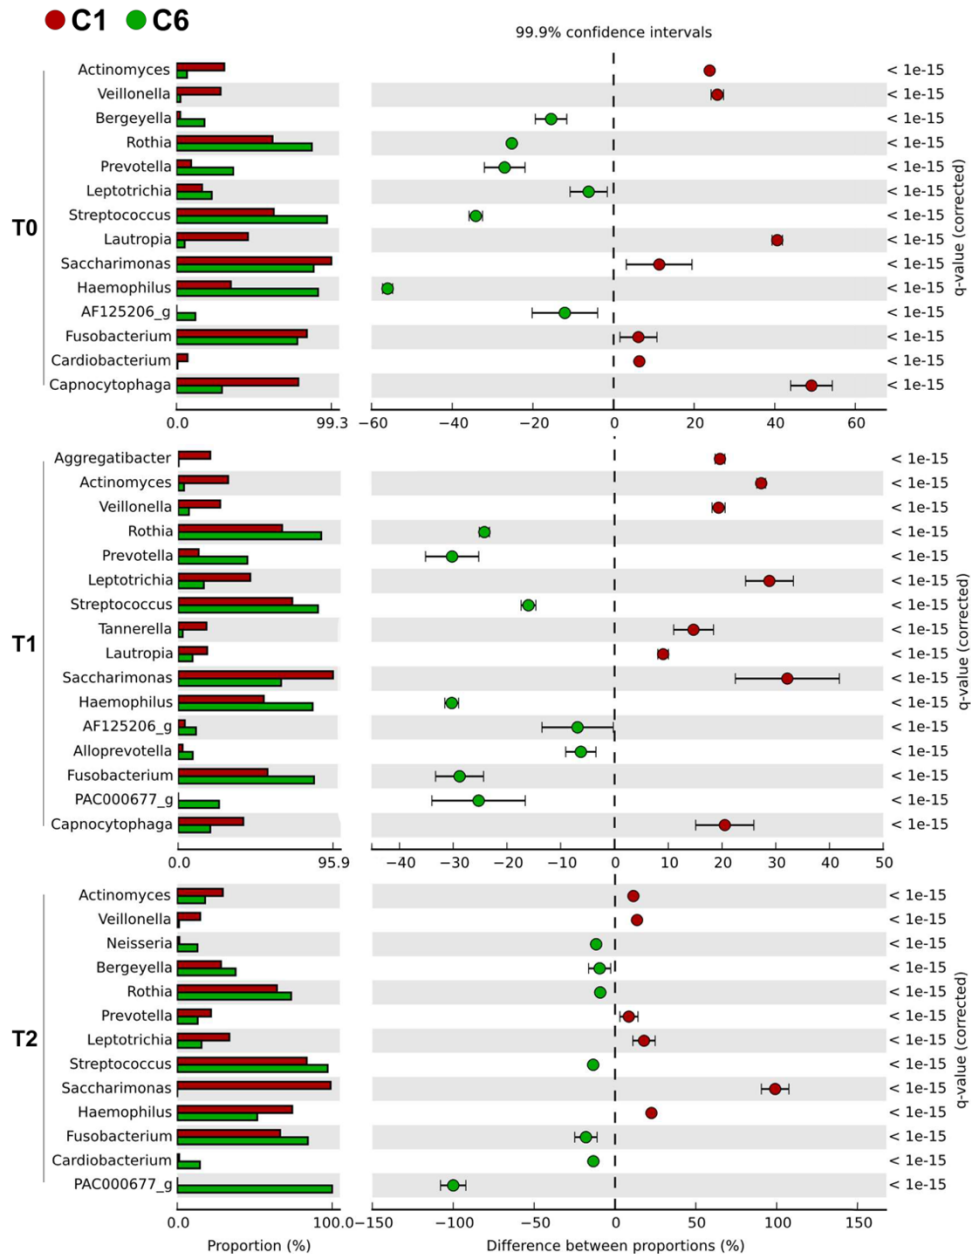 C1 C6
99.9% confidence intervals
T0
Actinomyces < 1e-15
Veillonella < 1e-15
Bergeyella < 1e-15
Rothia < 1e-15
Prevotella < 1e-15
Leptotrichia < 1e-15
Streptococcus < 1e-15
Lautropia < 1e-15
Saccharimonas < 1e-15
Haemophilus < 1e-15
AF125206_g < 1e-15
Fusobacterium < 1e-15
Cardiobacterium < 1e-15
Capnocytophaga < 1e-15
q-value (corrected)
0.0 99.3 −60 −40 −20 0 20 40 60
T1
Aggregatibacter < 1e-15
Actinomyces < 1e-15
Veillonella < 1e-15
Rothia < 1e-15
Prevotella < 1e-15
Leptotrichia < 1e-15
Streptococcus < 1e-15
Tannerella < 1e-15
Lautropia < 1e-15
Saccharimonas < 1e-15
Haemophilus < 1e-15
AF125206_g < 1e-15
Alloprevotella < 1e-15
Fusobacterium < 1e-15
PAC000677_g < 1e-15
Capnocytophaga < 1e-15
q-value (corrected)
0.0 95.9 −40 −30 −20 −10 0 10 20 30 40 50
T2
Actinomyces < 1e-15
Veillonella < 1e-15
Neisseria < 1e-15
Bergeyella < 1e-15
Rothia < 1e-15
Prevotella < 1e-15
Leptotrichia < 1e-15
Streptococcus < 1e-15
Saccharimonas < 1e-15
Haemophilus < 1e-15
Fusobacterium < 1e-15
Cardiobacterium < 1e-15
PAC000677_g < 1e-15
q-value (corrected)
0.0 100.0 −150 −100 −50 0 50 100 150
Proportion (%) Difference between proportions (%)